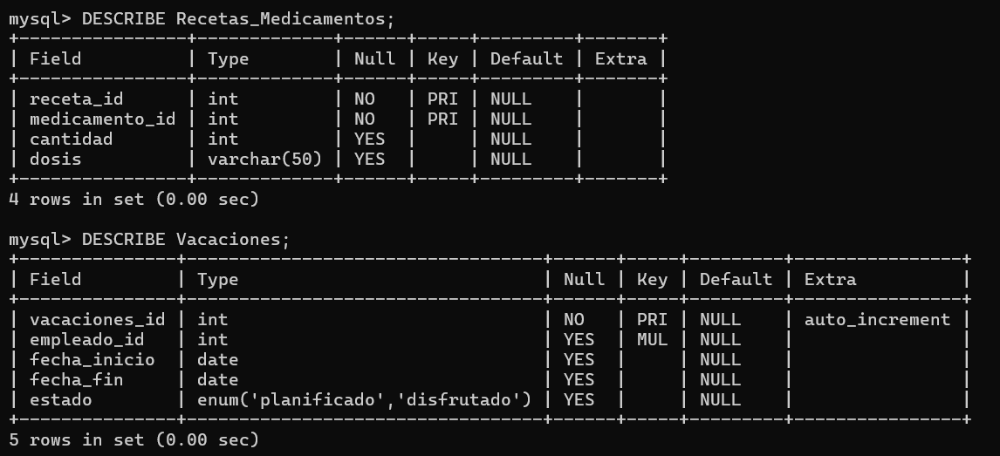 mysql> DESCRIBE Recetas_Medicamentos;
+----------------+-------------+------+-----+---------+-------+
| Field          | Type        | Null | Key | Default | Extra |
+----------------+-------------+------+-----+---------+-------+
| receta_id      | int         | NO   | PRI | NULL    |       |
| medicamento_id | int         | NO   | PRI | NULL    |       |
| cantidad       | int         | YES  |     | NULL    |       |
| dosis          | varchar(50) | YES  |     | NULL    |       |
+----------------+-------------+------+-----+---------+-------+
4 rows in set (0.00 sec)

mysql> DESCRIBE Vacaciones;
+---------------+---------------------------------+------+-----+---------+----------------+
| Field         | Type                            | Null | Key | Default | Extra          |
+---------------+---------------------------------+------+-----+---------+----------------+
| vacaciones_id | int                             | NO   | PRI | NULL    | auto_increment |
| empleado_id   | int                             | YES  | MUL | NULL    |                |
| fecha_inicio  | date                            | YES  |     | NULL    |                |
| fecha_fin     | date                            | YES  |     | NULL    |                |
| estado        | enum('planificado','disfrutado') | YES  |     | NULL    |                |
+---------------+---------------------------------+------+-----+---------+----------------+
5 rows in set (0.00 sec)